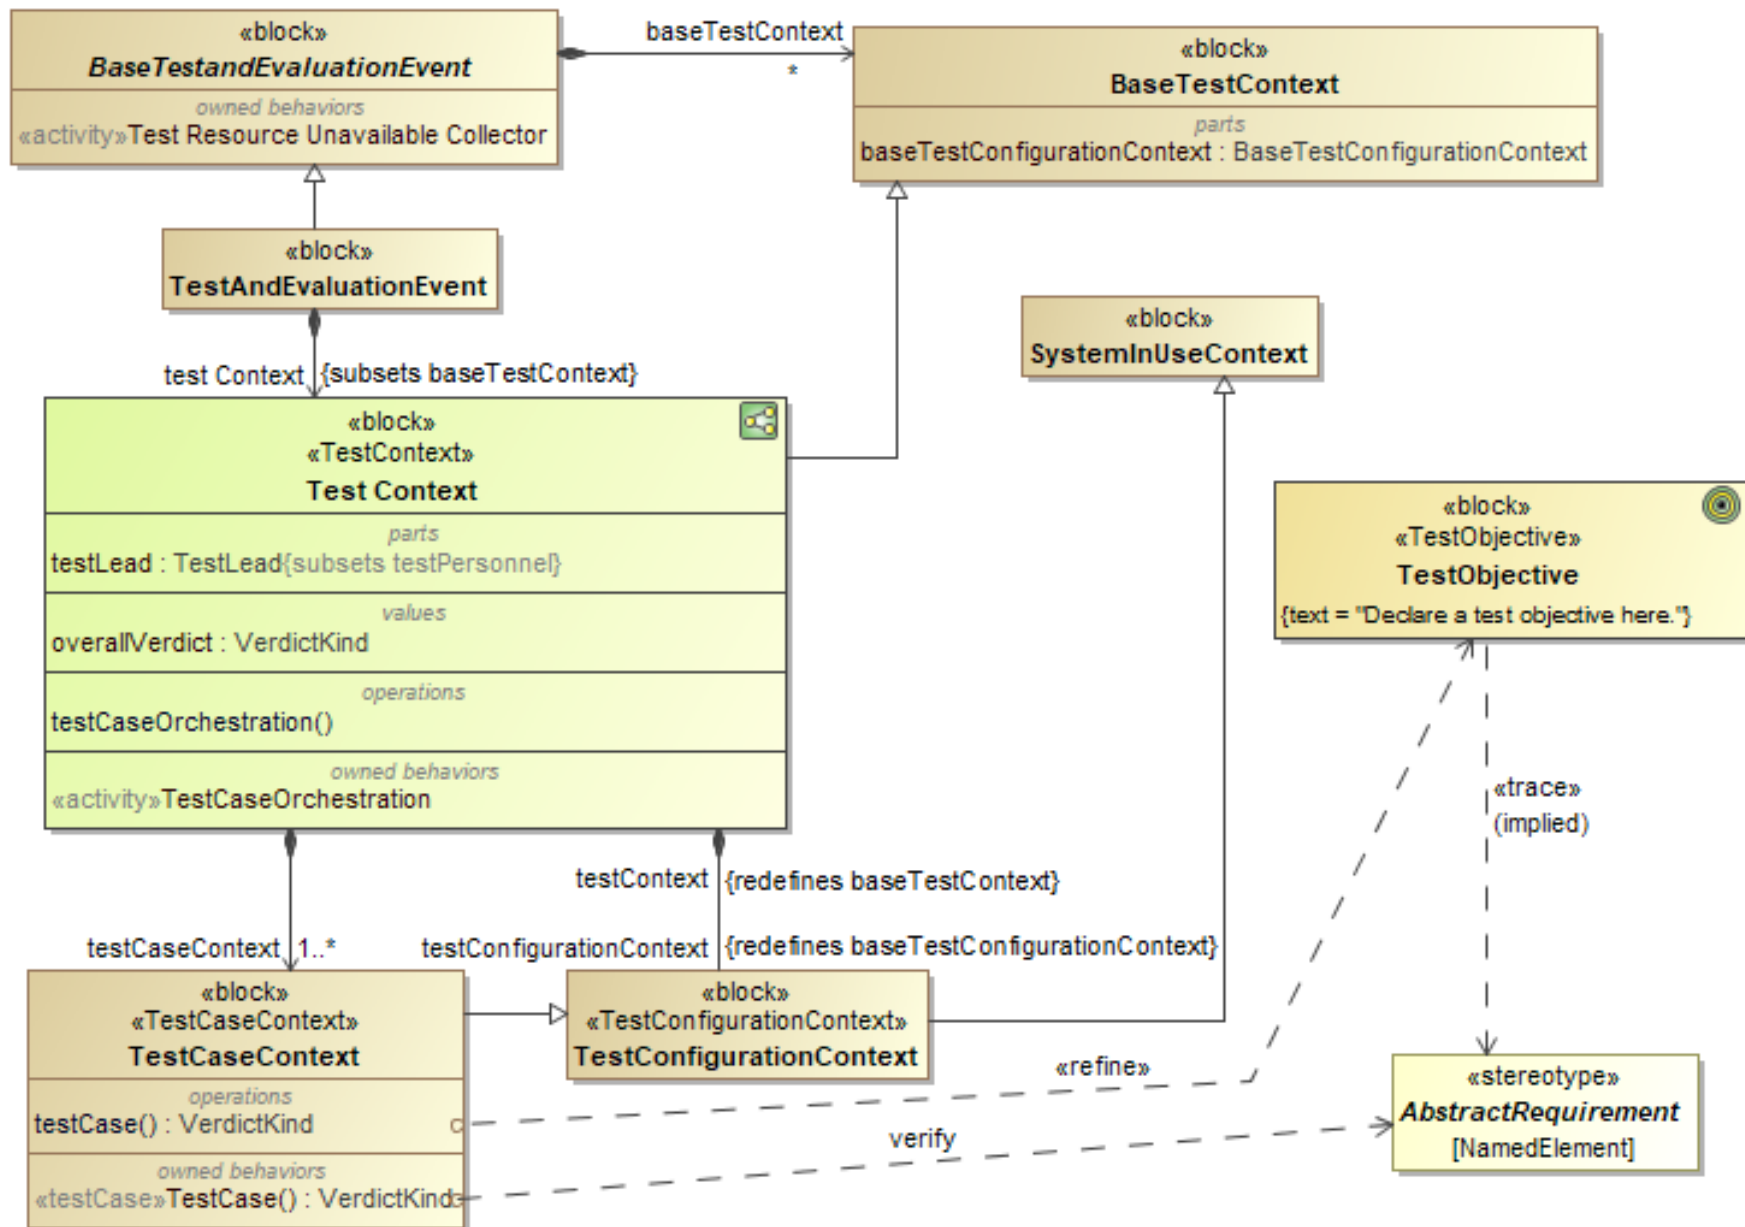 «block»
BaseTestandEvaluationEvent
owned behaviors
«activity»Test Resource Unavailable Collector
baseTestContext
*
«block»
BaseTestContext
parts
baseTestConfigurationContext : BaseTestConfigurationContext
«block»
TestAndEvaluationEvent
test Context
{subsets baseTestContext}
«block»
SystemInUseContext
«block»
«TestContext»
Test Context
parts
testLead : TestLead{subsets testPersonnel}
values
overallVerdict : VerdictKind
operations
testCaseOrchestration()
owned behaviors
«activity»TestCaseOrchestration
«block»
«TestObjective»
TestObjective
{text = "Declare a test objective here."}
«trace»
(implied)
testContext
{redefines baseTestContext}
testCaseContext
1..*
testConfigurationContext
{redefines baseTestConfigurationContext}
«block»
«TestCaseContext»
TestCaseContext
operations
testCase() : VerdictKind
owned behaviors
«testCase»TestCase() : VerdictKind
«block»
«TestConfigurationContext»
TestConfigurationContext
«refine»
verify
«stereotype»
AbstractRequirement
[NamedElement]